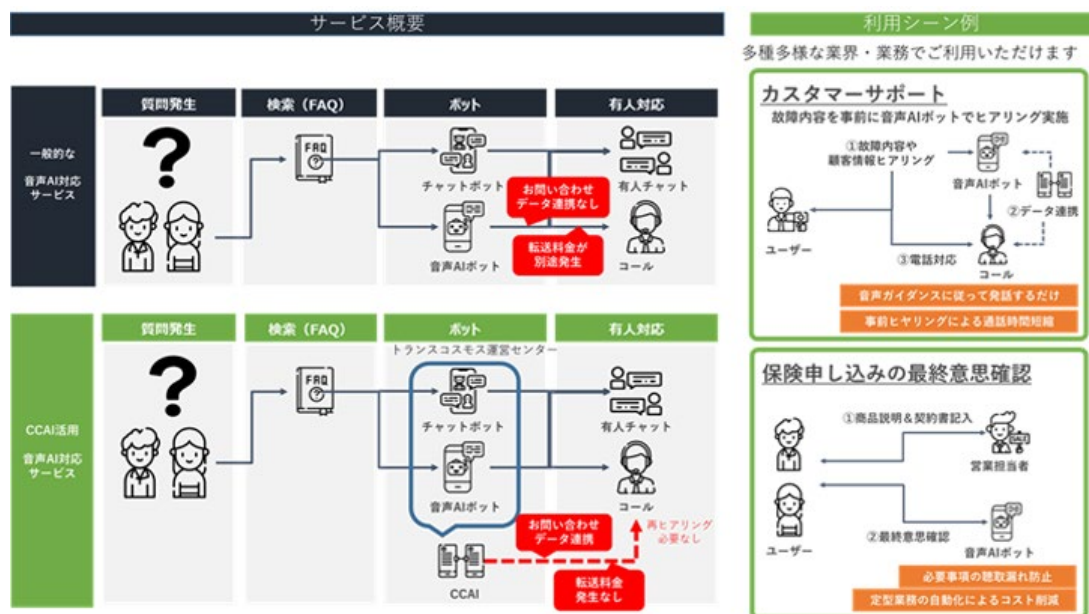 サービス概要
質問発生
検索（FAQ）
ボット
有人対応
一般的な
音声AI対応
サービス
FAQ
チャットボット
有人チャット
お問い合わせ
データ連携なし
音声AIボット
転送料金が
別途発生
コール
質問発生
検索（FAQ）
ボット
有人対応
トランスコスモス運営センター
CCAI活用
音声AI対応
サービス
FAQ
チャットボット
有人チャット
音声AIボット
コール
お問い合わせ
データ連携
再ヒアリング
必要なし
CCAI
転送料金
発生なし
利用シーン例
多種多様な業界・業務でご利用いただけます
カスタマーサポート
故障内容を事前に音声AIボットでヒアリング実施
①故障内容や
顧客情報ヒアリング
音声AIボット
②データ連携
ユーザー
③電話対応
コール
音声ガイダンスに従って発話するだけ
事前ヒヤリングによる通話時間短縮
保険申し込みの最終意思確認
①商品説明＆契約書記入
SALE
営業担当者
ユーザー
②最終意思確認
音声AIボット
必要事項の聴取漏れ防止
定型業務の自動化によるコスト削減